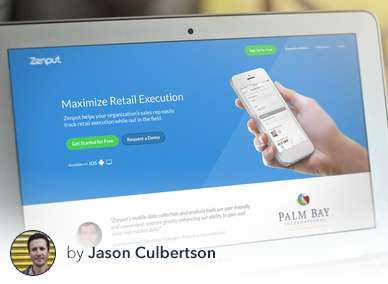 Zenput
Sign Up for Free
Request a Demo
Maximize Retail Execution
Zenput helps your organization's sales rep easily
track retail execution while out in the field.
Get Started for Free
Request a Demo
Available on iOS
"Zenput's mobile data collection and analysis tools are user-friendly
and convenient, and are greatly enhancing our ability to gain and
PALM BAY
INTERNATIONAL
by Jason Culbertson